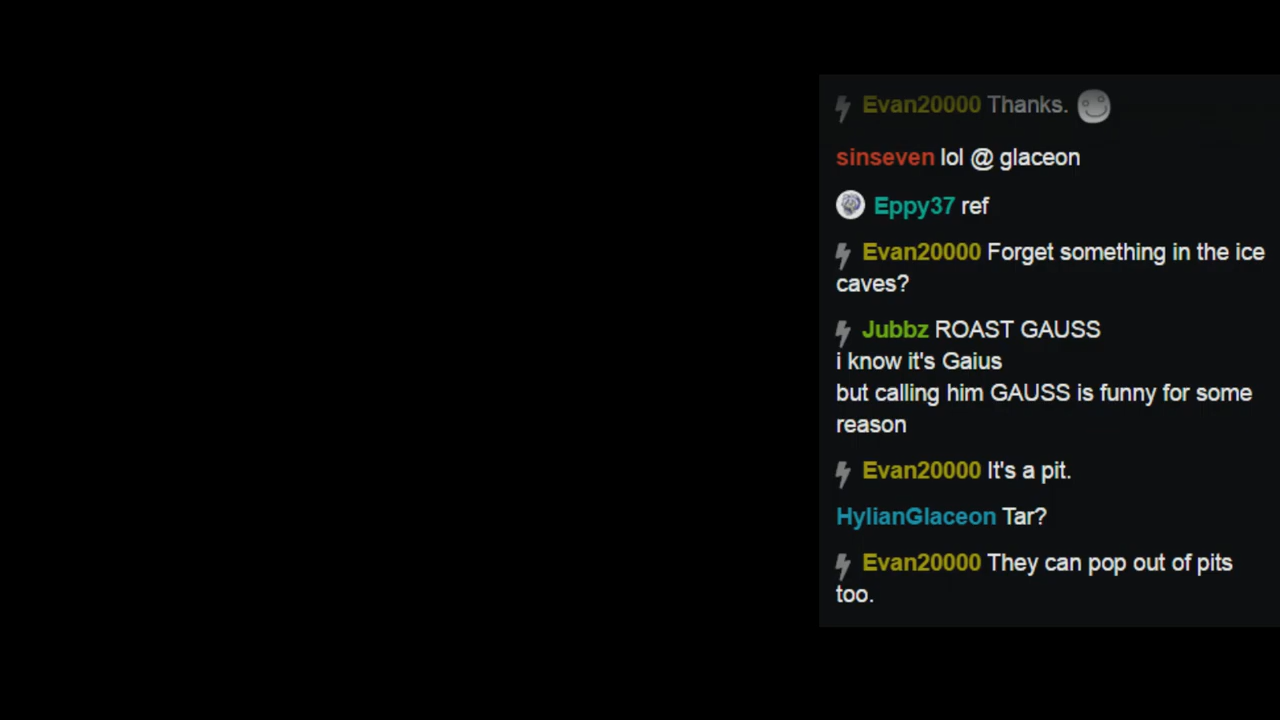 Evan20000 Thanks.
sinseven lol @ glaceon
Eppy37 ref
Evan20000 Forget something in the ice
caves?
Jubbz ROAST GAUSS
i know it's Gaius
but calling him GAUSS is funny for some
reason
Evan20000 It's a pit.
HylianGlaceon Tar?
Evan20000 They can pop out of pits
too.